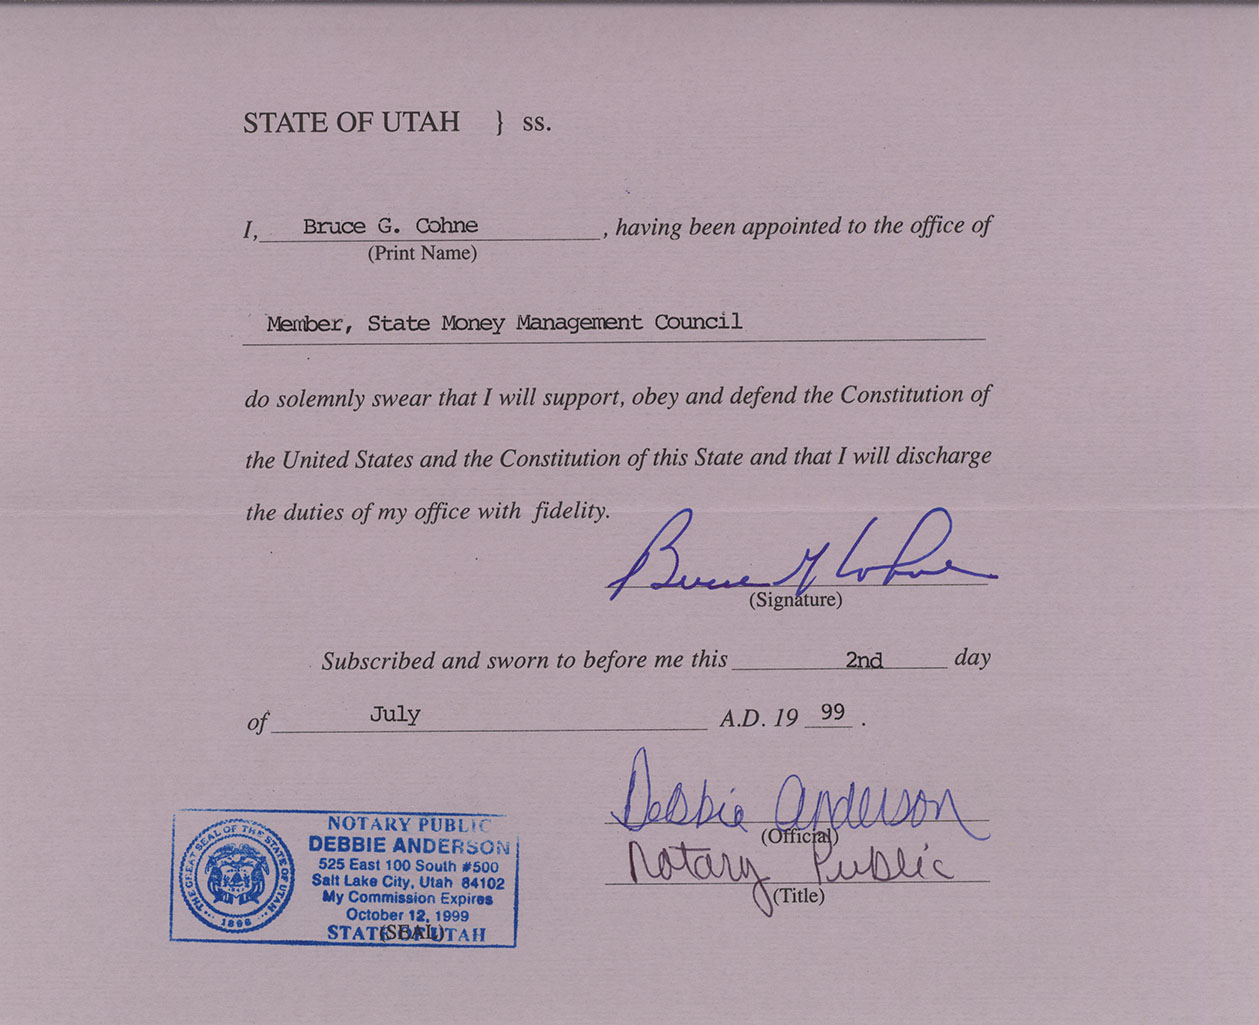 STATE OF UTAH } ss.
I, Bruce G. Cohne, having been appointed to the office of
(Print Name)
Member, State Money Management Council
do solemnly swear that I will support, obey and defend the Constitution of
the United States and the Constitution of this State and that I will discharge
the duties of my office with fidelity.
Bruce G Cohne
(Signature)
Subscribed and sworn to before me this 2nd day
of July A.D. 19 99 .
Debbie Anderson
(Official)
Notary Public
(Title)
THE GREAT SEAL OF THE STATE OF UTAH
1896
NOTARY PUBLIC
DEBBIE ANDERSON
525 East 100 South #500
Salt Lake City, Utah 84102
My Commission Expires
October 12, 1999
STATE OF UTAH
(SEAL)